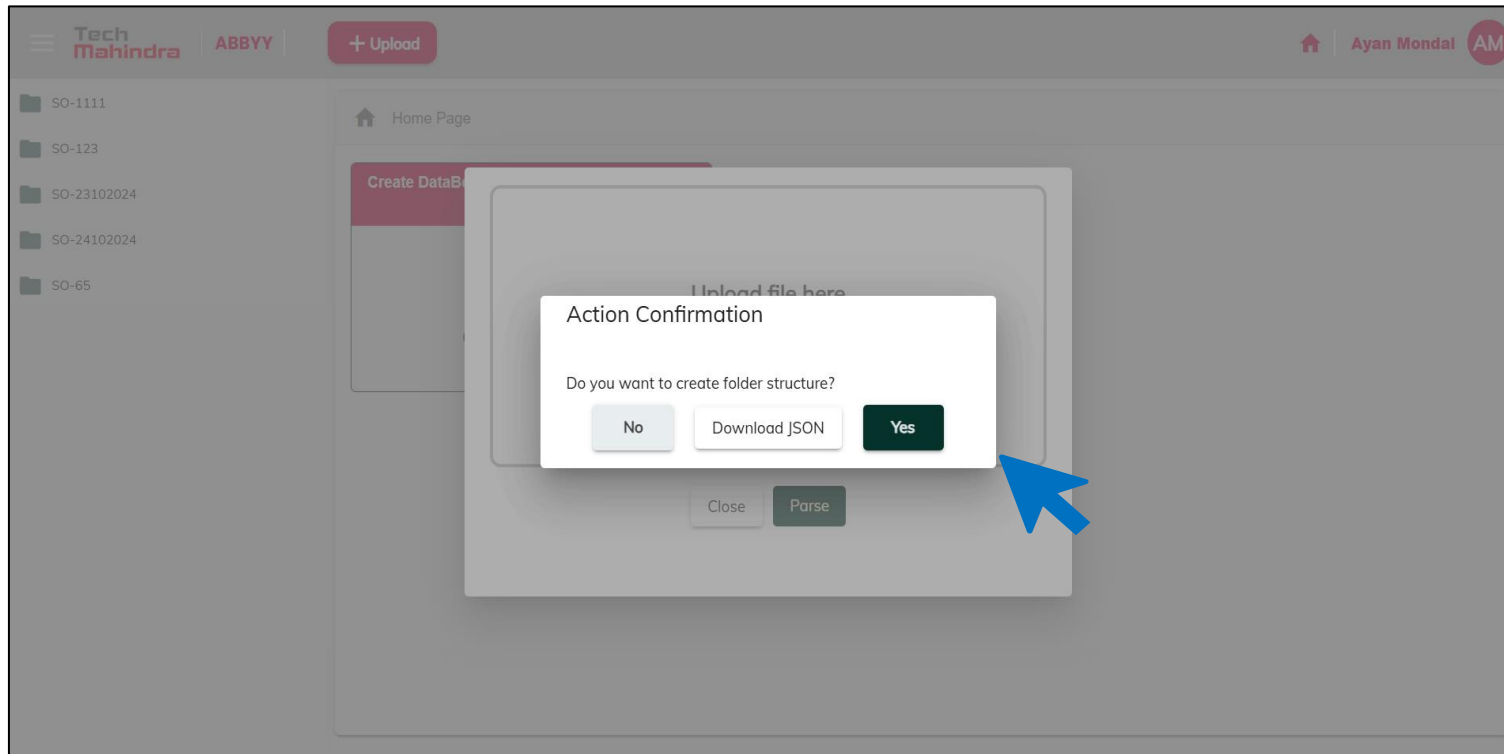 Tech
Mahindra
ABBYY
+ Upload
Ayan Mondal
AM
SO-1111
SO-123
SO-23102024
SO-24102024
SO-65
Home Page
Create DataB
Upload file here
Action Confirmation
Do you want to create folder structure?
No
Download JSON
Yes
Close
Parse